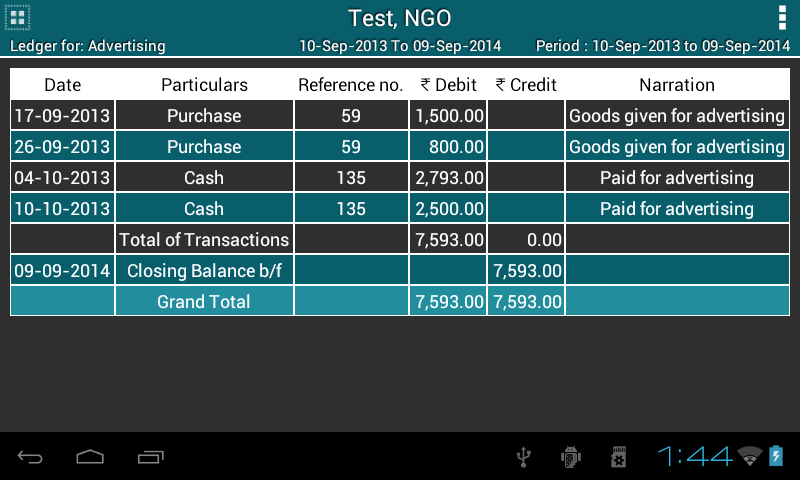 Test, NGO
Ledger for: Advertising 10-Sep-2013 To 09-Sep-2014 Period : 10-Sep-2013 to 09-Sep-2014
Date Particulars Reference no. ₹ Debit ₹ Credit Narration
17-09-2013 Purchase 59 1,500.00 Goods given for advertising
26-09-2013 Purchase 59 800.00 Goods given for advertising
04-10-2013 Cash 135 2,793.00 Paid for advertising
10-10-2013 Cash 135 2,500.00 Paid for advertising
Total of Transactions 7,593.00 0.00
09-09-2014 Closing Balance b/f 7,593.00
Grand Total 7,593.00 7,593.00
1:44